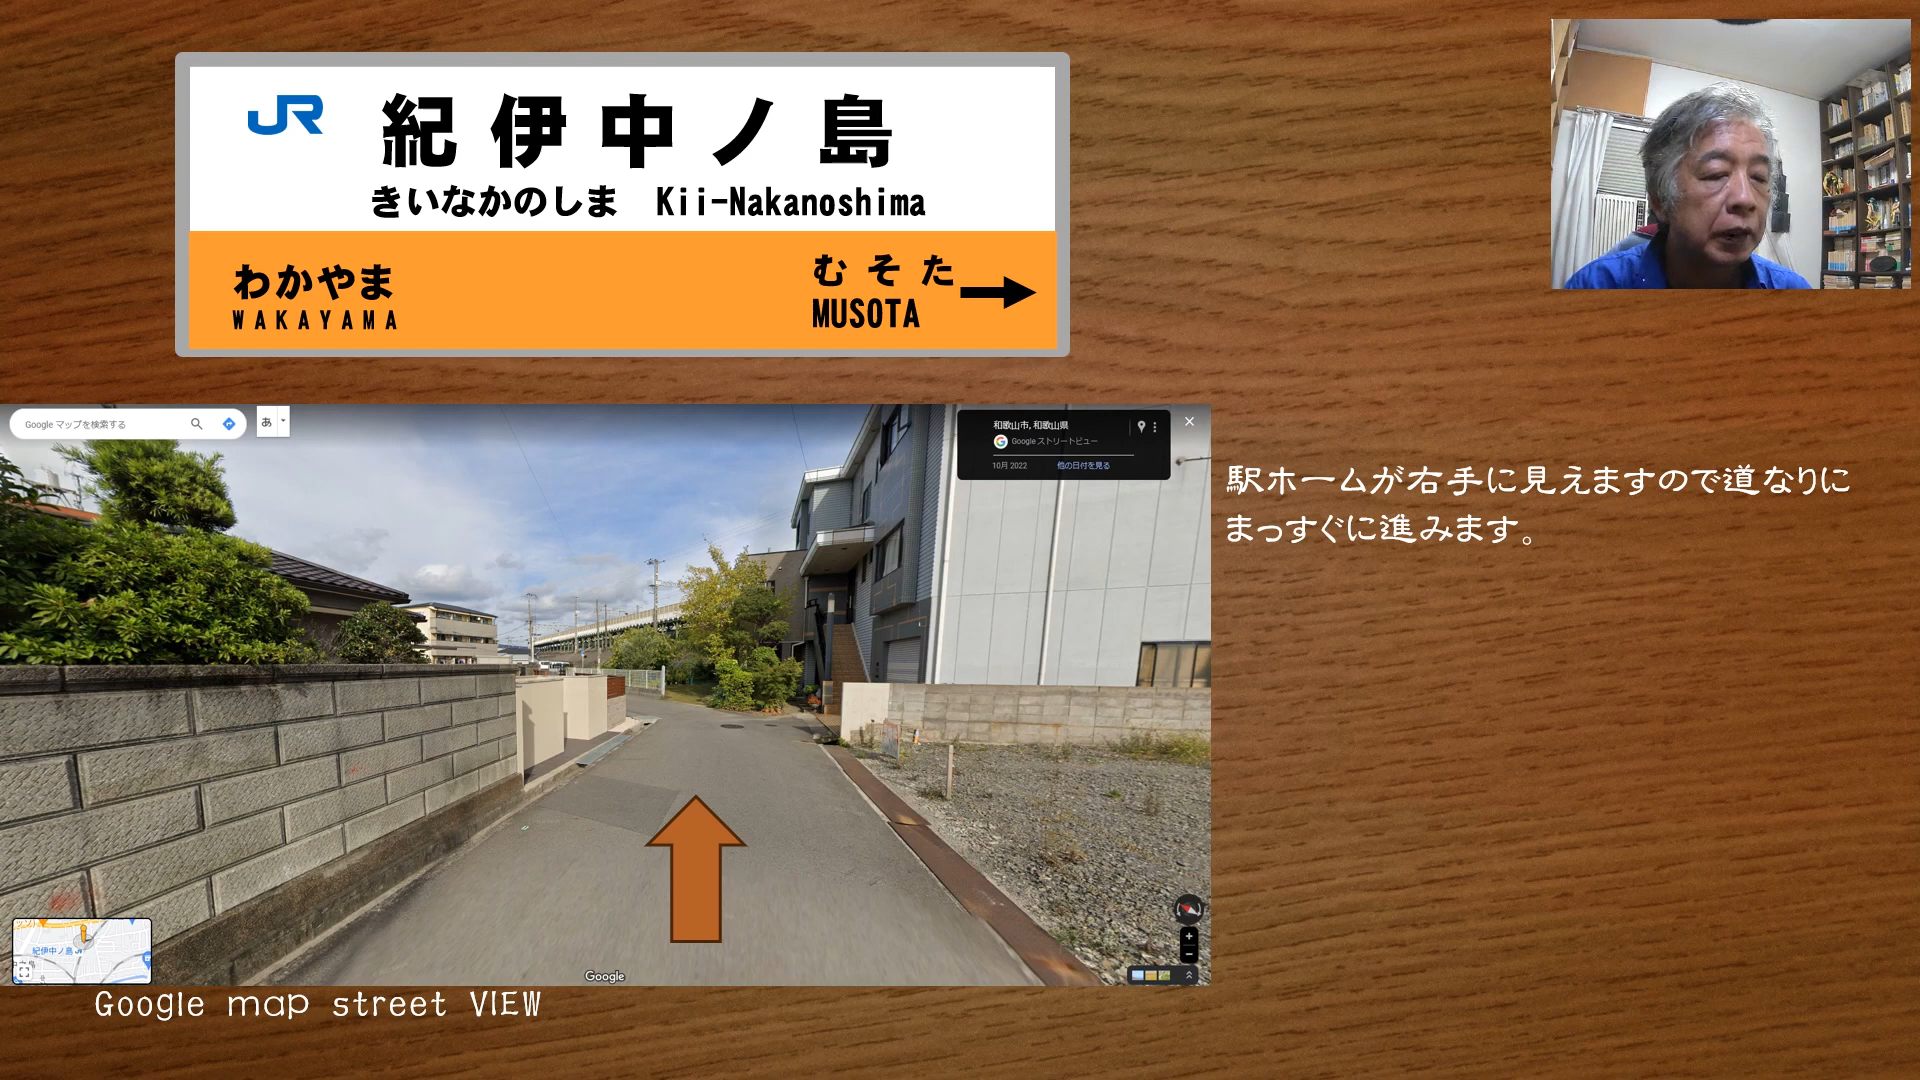 JR 紀伊中ノ島
きいなかのしま Kii-Nakanoshima
わかやま
WAKAYAMA
むそた
MUSOTA
Google マップを検索する
あ
和歌山市, 和歌山県
Google ストリートビュー
10月 2022 他の日付を見る
駅ホームが右手に見えますので道なりに
まっすぐに進みます。
紀伊中ノ島
Google
Google map street VIEW